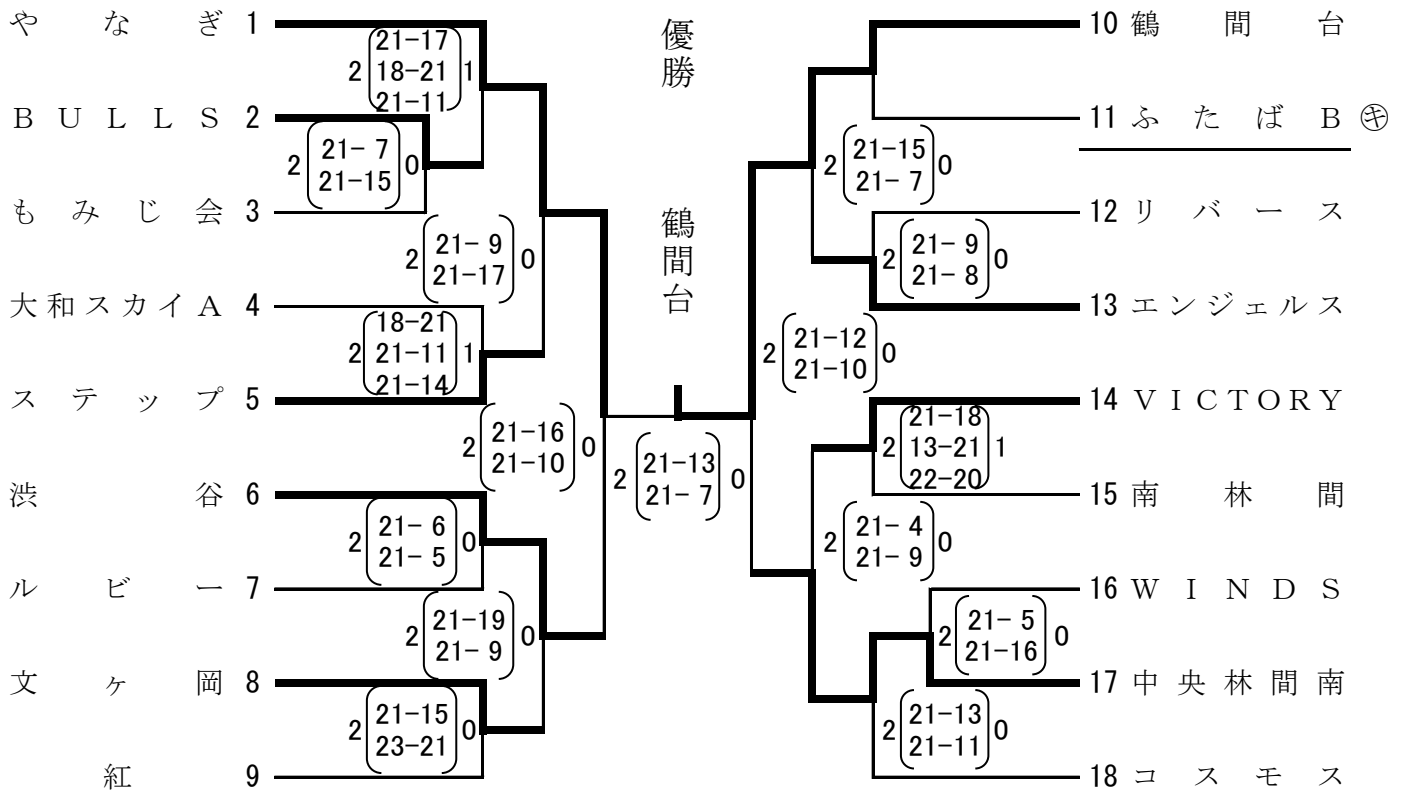 やなぎ 1
2 21-17 18-21 21-11 1
BULLS 2
2 21-7 21-15 0
もみじ会 3
2 21-9 21-17 0
大和スカイA 4
2 18-21 21-11 21-14 1
ステップ 5
2 21-16 21-10 0
渋谷 6
2 21-6 21-5 0
ルビー 7
2 21-19 21-9 0
文ヶ岡 8
2 21-15 23-21 0
紅 9
優勝
鶴間台
2 21-13 21-7 0
10 鶴間台
11 ふたばB ㋖
2 21-15 21-7 0
12 リバース
2 21-9 21-8 0
13 エンジェルス
2 21-12 21-10 0
14 VICTORY
2 21-18 13-21 22-20 1
15 南林間
2 21-4 21-9 0
16 WINDS
2 21-5 21-16 0
17 中央林間南
2 21-13 21-11 0
18 コスモス